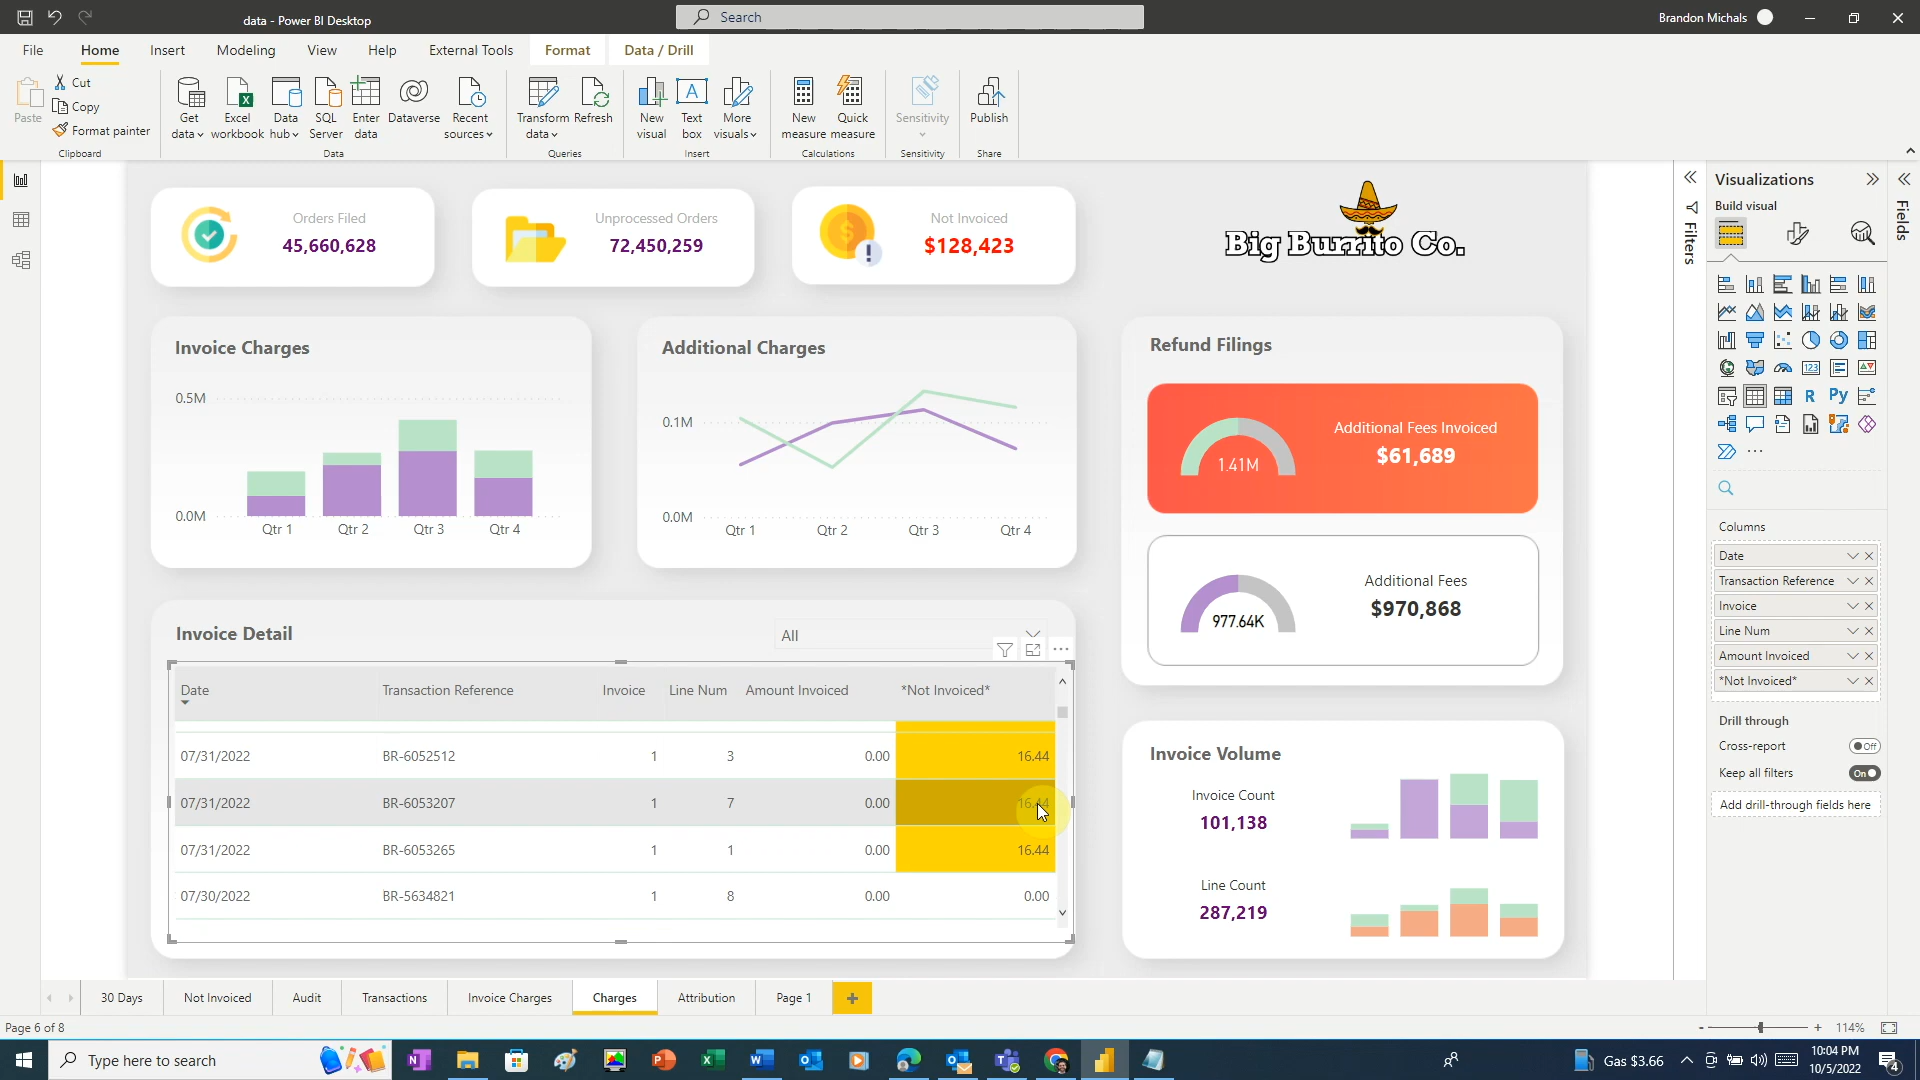 data - Power BI Desktop
Search
Brandon Michals
File Home Insert Modeling View Help External Tools Format Data / Drill
Paste
Cut
Copy
Format painter
Clipboard
Get data
Excel workbook
Data hub
SQL Server
Enter data
Dataverse
Recent sources
Data
Transform data
Refresh
Queries
New visual
Text box
More visuals
Insert
New measure
Quick measure
Calculations
Sensitivity
Sensitivity
Publish
Share
Orders Filed
45,660,628
Unprocessed Orders
72,450,259
Not Invoiced
$128,423
Big Burrito Co.
Invoice Charges
0.5M
0.0M
Qtr 1 Qtr 2 Qtr 3 Qtr 4
Additional Charges
0.1M
0.0M
Qtr 1 Qtr 2 Qtr 3 Qtr 4
Refund Filings
1.41M
Additional Fees Invoiced
$61,689
977.64K
Additional Fees
$970,868
Invoice Detail
All
Date Transaction Reference Invoice Line Num Amount Invoiced *Not Invoiced*
07/31/2022 BR-6052512 1 3 0.00 16.44
07/31/2022 BR-6053207 1 7 0.00 16.44
07/31/2022 BR-6053265 1 1 0.00 16.44
07/30/2022 BR-5634821 1 8 0.00 0.00
Invoice Volume
Invoice Count
101,138
Line Count
287,219
Filters
Visualizations
Build visual
123
R Py
Columns
Date
Transaction Reference
Invoice
Line Num
Amount Invoiced
*Not Invoiced*
Drill through
Cross-report Off
Keep all filters On
Add drill-through fields here
Fields
30 Days Not Invoiced Audit Transactions Invoice Charges Charges Attribution Page 1 +
Page 6 of 8
- + 114%
Type here to search
Gas $3.66
10:04 PM
10/5/2022
4